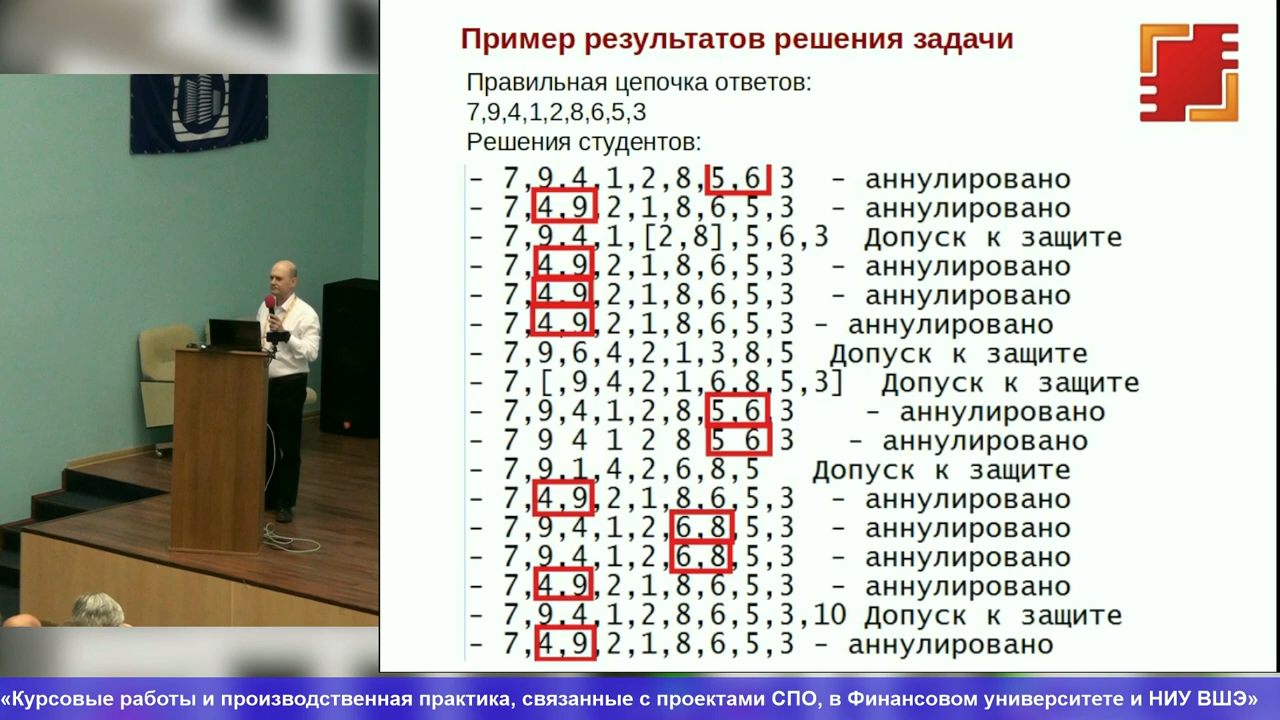 Пример результатов решения задачи
Правильная цепочка ответов:
7,9,4,1,2,8,6,5,3
Решения студентов:
- 7,9,4,1,2,8,5,6,3 - аннулировано
- 7,4,9,2,1,8,6,5,3 - аннулировано
- 7,9,4,1,[2,8],5,6,3 Допуск к защите
- 7,4,9,2,1,8,6,5,3 - аннулировано
- 7,4,9,2,1,8,6,5,3 - аннулировано
- 7,4,9,2,1,8,6,5,3 - аннулировано
- 7,9,6,4,2,1,3,8,5 Допуск к защите
- 7,[,9,4,2,1,6,8,5,3] Допуск к защите
- 7,9,4,1,2,8,5,6,3 - аннулировано
- 7 9 4 1 2 8 5 6 3 - аннулировано
- 7,9,1,4,2,6,8,5 Допуск к защите
- 7,4,9,2,1,8,6,5,3 - аннулировано
- 7,9,4,1,2,6,8,5,3 - аннулировано
- 7,9,4,1,2,6,8,5,3 - аннулировано
- 7,4,9,2,1,8,6,5,3 - аннулировано
- 7,9,4,1,2,8,6,5,3,10 Допуск к защите
- 7,4,9,2,1,8,6,5,3 - аннулировано
«Курсовые работы и производственная практика, связанные с проектами СПО, в Финансовом университете и НИУ ВШЭ»